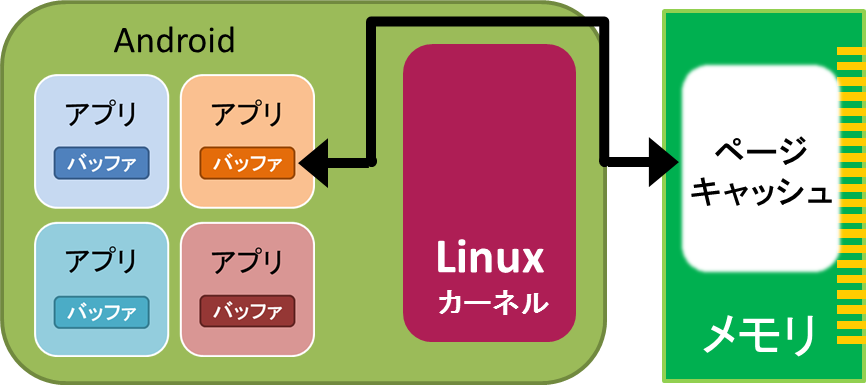 Android
アプリ
バッファ
アプリ
バッファ
アプリ
バッファ
アプリ
バッファ
Linux
カーネル
ページ
キャッシュ
メモリ